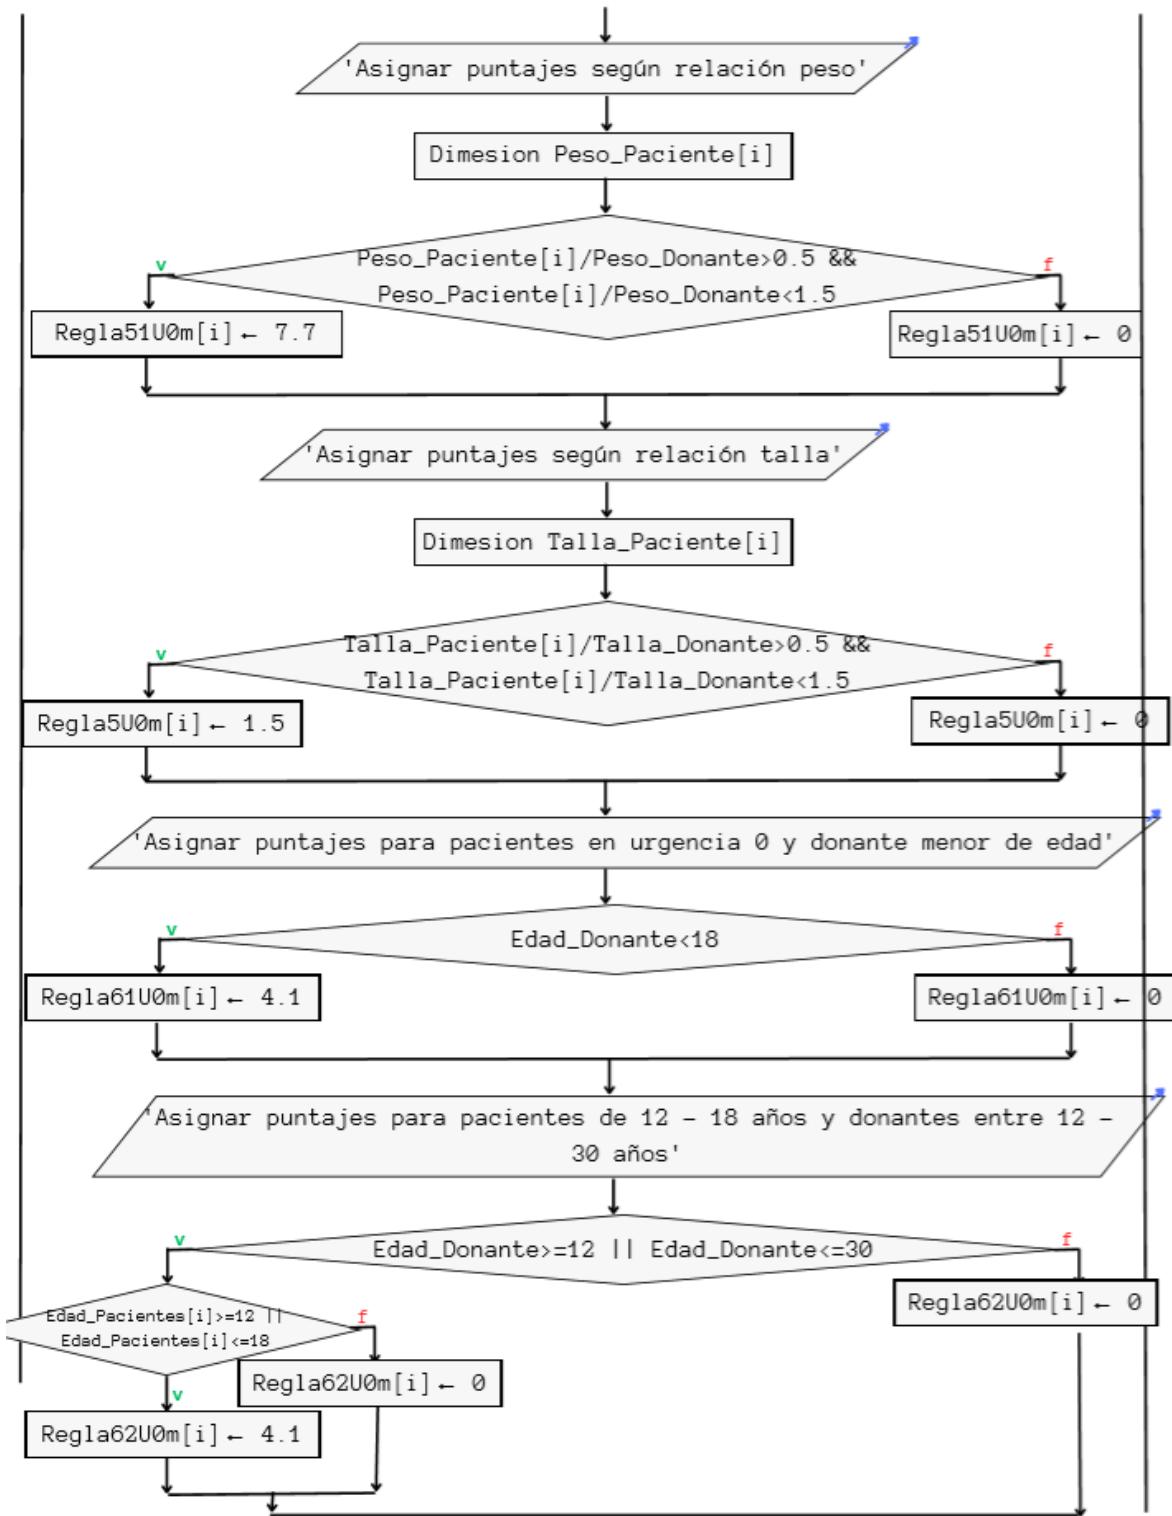 'Asignar puntajes según relación peso'
Dimesion Peso_Paciente[i]
Peso_Paciente[i]/Peso_Donante>0.5 &&
Peso_Paciente[i]/Peso_Donante<1.5
v
f
Regla51U0m[i] ← 7.7
Regla51U0m[i] ← 0
'Asignar puntajes según relación talla'
Dimesion Talla_Paciente[i]
Talla_Paciente[i]/Talla_Donante>0.5 &&
Talla_Paciente[i]/Talla_Donante<1.5
v
f
Regla5U0m[i] ← 1.5
Regla5U0m[i] ← 0
'Asignar puntajes para pacientes en urgencia 0 y donante menor de edad'
v
Edad_Donante<18
f
Regla61U0m[i] ← 4.1
Regla61U0m[i] ← 0
'Asignar puntajes para pacientes de 12 – 18 años y donantes entre 12 –
30 años'
v
Edad_Donante>=12 || Edad_Donante<=30
f
Edad_Pacientes[i]>=12 ||
Edad_Pacientes[i]<=18
f
Regla62U0m[i] ← 0
Regla62U0m[i] ← 0
v
Regla62U0m[i] ← 4.1